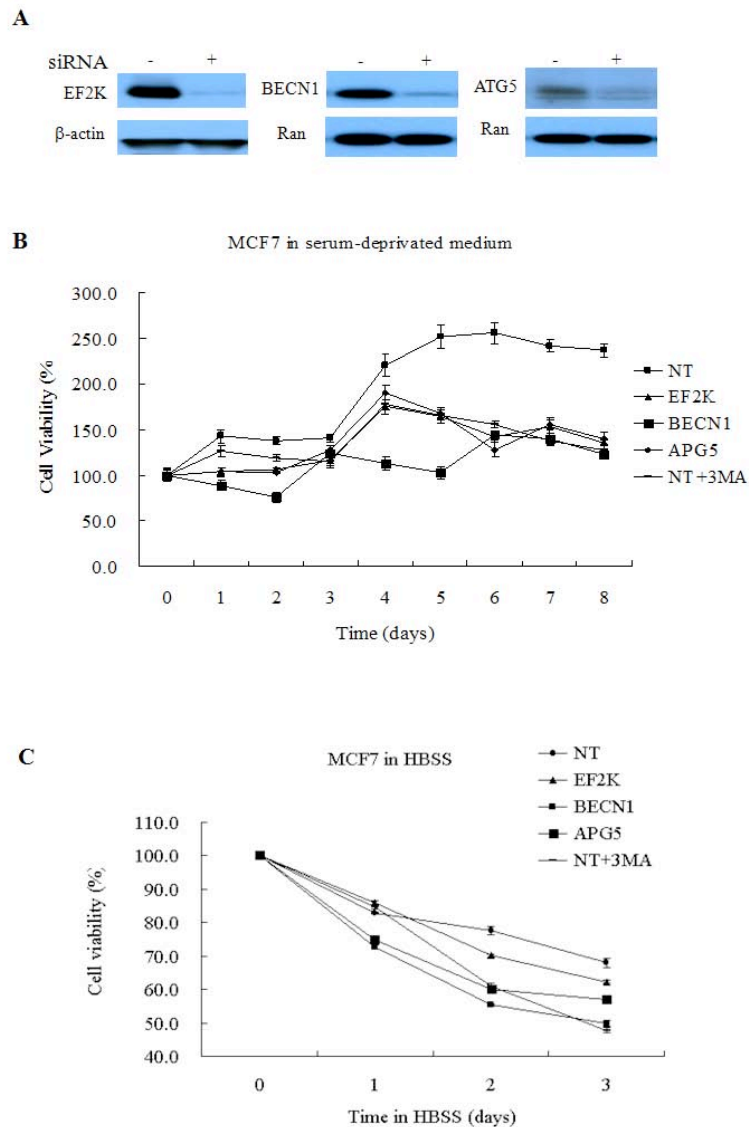 A
siRNA - + - + - +
EF2K BECN1 ATG5
β-actin Ran Ran
B
MCF7 in serum-deprivated medium
300.0
250.0
200.0
150.0
100.0
50.0
0.0
Cell Viability (%
0 1 2 3 4 5 6 7 8
Time (days)
NT
EF2K
BECN1
APG5
NT+3MA
C
MCF7 in HBSS
NT
EF2K
BECN1
APG5
NT+3MA
110.0
100.0
90.0
80.0
70.0
60.0
50.0
40.0
Cell viability (%)
0 1 2 3
Time in HBSS (days)